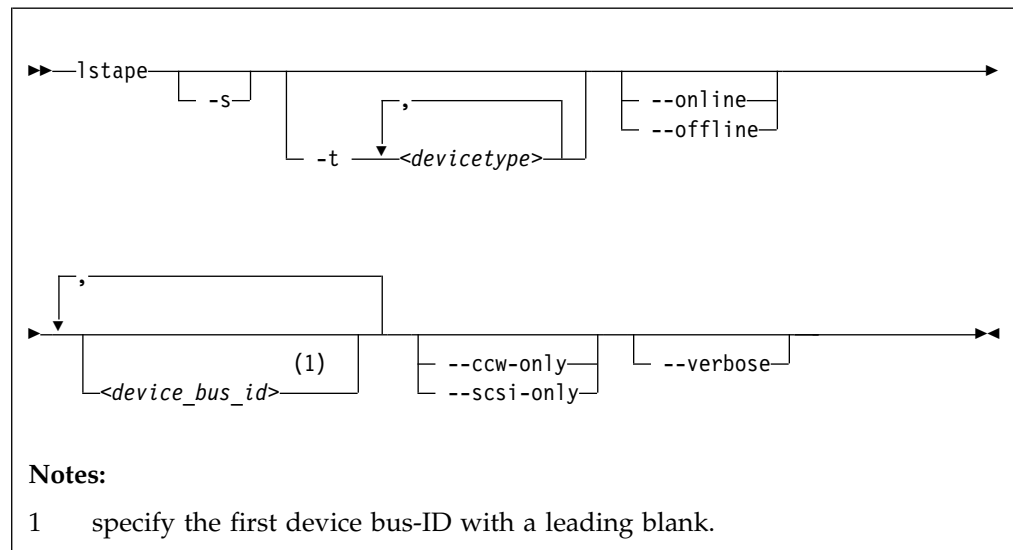 lstape
-s
,
-t <devicetype>
--online
--offline
,
(1)
<device_bus_id>
--ccw-only
--scsi-only
--verbose
Notes:
1 specify the first device bus-ID with a leading blank.